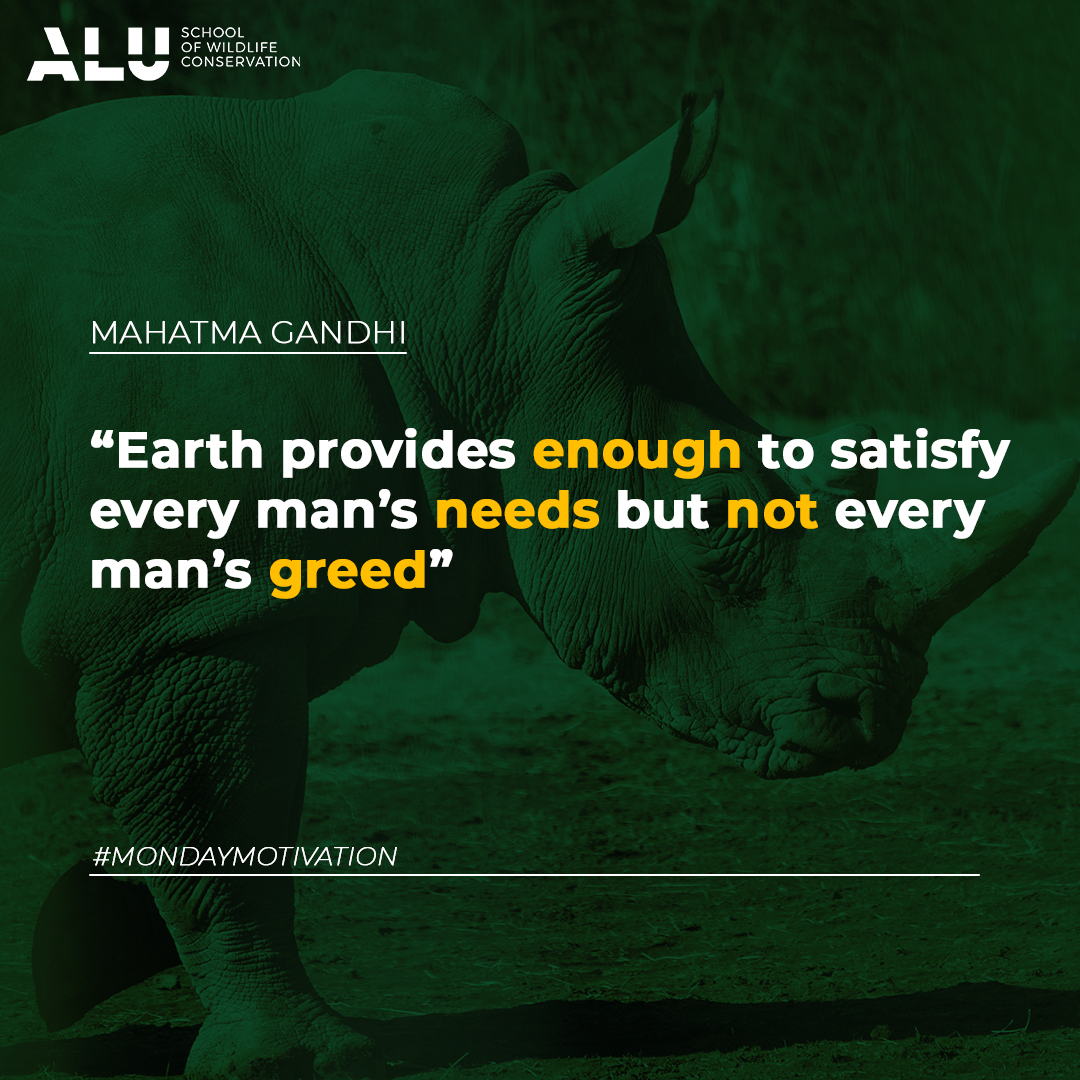 ALU
SCHOOL
OF WILDLIFE
CONSERVATION
MAHATMA GANDHI
“Earth provides enough to satisfy
every man’s needs but not every
man’s greed”
#MONDAYMOTIVATION